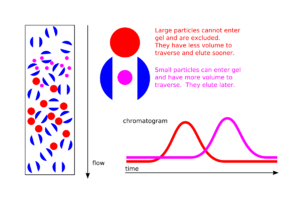 Large particles cannot enter
gel and are excluded.
They have less volume to
traverse and elute sooner.
Small particles can enter gel
and have more volume to
traverse. They elute later.
chromatogram
flow
time